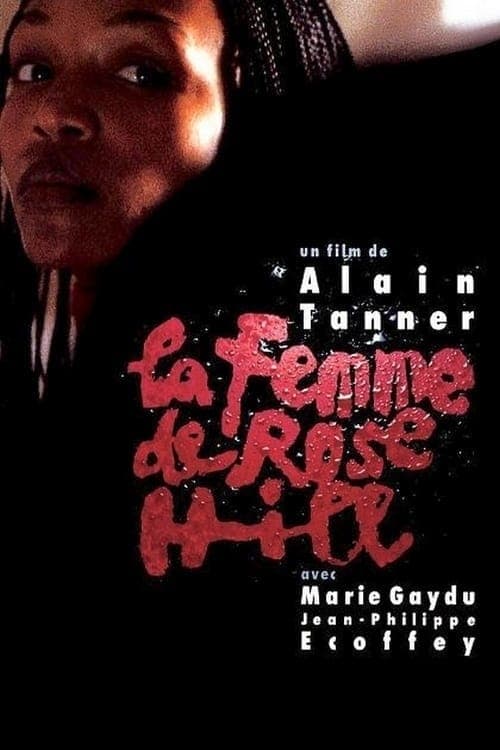 un film de
Alain
Tanner
La Femme
de Rose
Hill
avec
Marie Gaydu
Jean-Philippe
Ecoffey